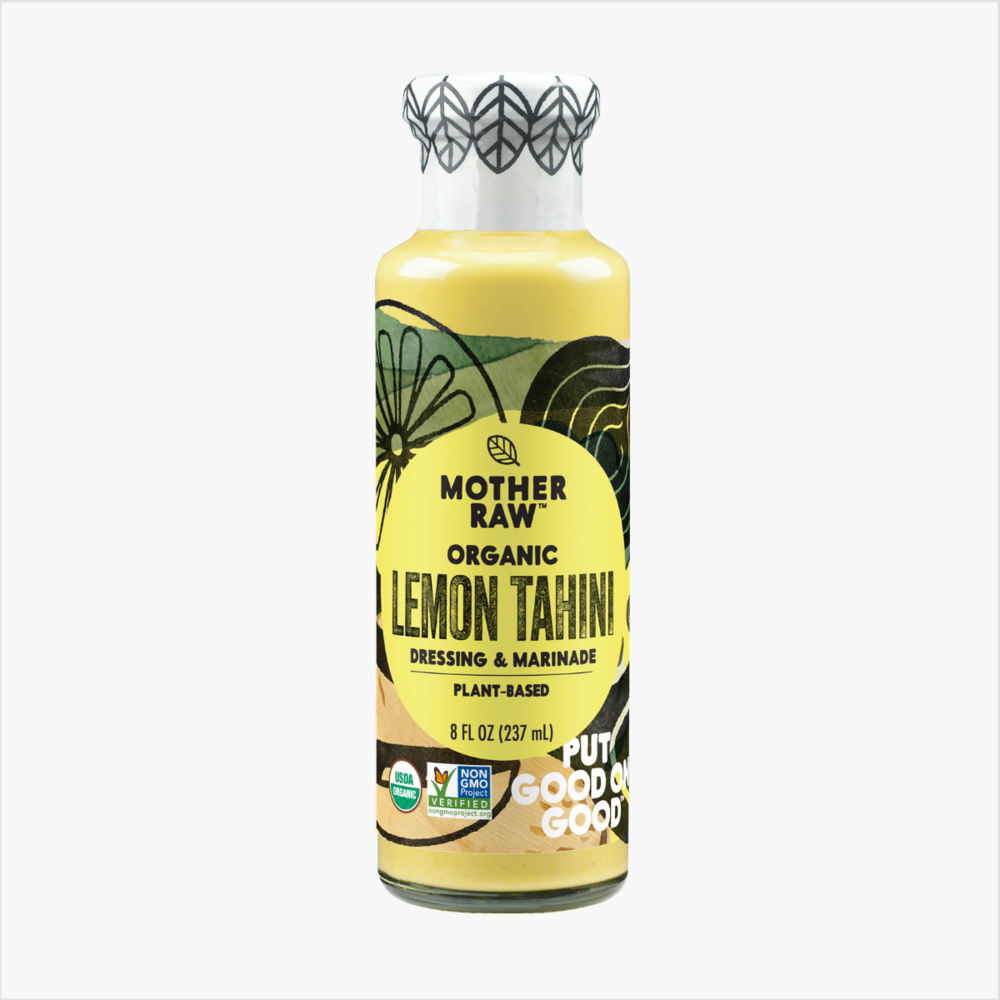 MOTHER
RAW™
ORGANIC
LEMON TAHINI
DRESSING & MARINADE
PLANT-BASED
8 FL OZ (237 mL)
USDA
ORGANIC
NON
GMO
Project
VERIFIED
nongmoproject.org
PUT
GOOD ON
GOOD™